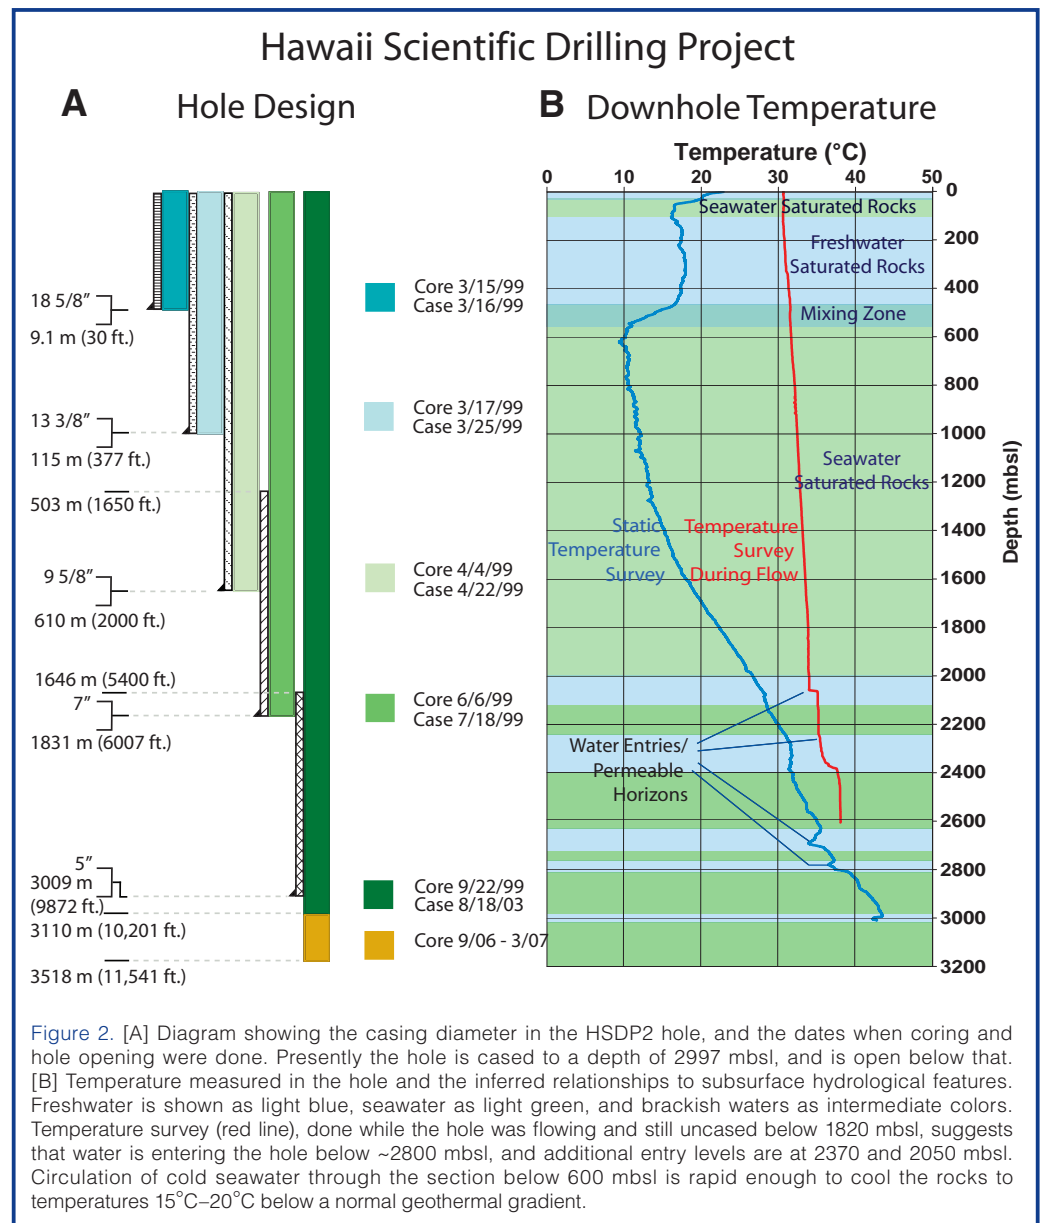 Hawaii Scientific Drilling Project
A
Hole Design
18 5/8”
9.1 m (30 ft.)
13 3/8”
115 m (377 ft.)
503 m (1650 ft.)
9 5/8”
610 m (2000 ft.)
1646 m (5400 ft.)
7”
1831 m (6007 ft.)
5”
3009 m
(9872 ft.)
3110 m (10,201 ft.)
3518 m (11,541 ft.)
Core 3/15/99
Case 3/16/99
Core 3/17/99
Case 3/25/99
Core 4/4/99
Case 4/22/99
Core 6/6/99
Case 7/18/99
Core 9/22/99
Case 8/18/03
Core 9/06 - 3/07
B
Downhole Temperature
Temperature (°C)
0 10 20 30 40 50
0
200
400
600
800
1000
1200
1400
1600
1800
2000
2200
2400
2600
2800
3000
3200
Depth (mbsl)
Seawater Saturated Rocks
Freshwater
Saturated Rocks
Mixing Zone
Seawater
Saturated Rocks
Static
Temperature
Survey
Temperature
Survey
During Flow
Water Entries/
Permeable
Horizons
Figure 2. [A] Diagram showing the casing diameter in the HSDP2 hole, and the dates when coring and
hole opening were done. Presently the hole is cased to a depth of 2997 mbsl, and is open below that.
[B] Temperature measured in the hole and the inferred relationships to subsurface hydrological features.
Freshwater is shown as light blue, seawater as light green, and brackish waters as intermediate colors.
Temperature survey (red line), done while the hole was flowing and still uncased below 1820 mbsl, suggests
that water is entering the hole below ~2800 mbsl, and additional entry levels are at 2370 and 2050 mbsl.
Circulation of cold seawater through the section below 600 mbsl is rapid enough to cool the rocks to
temperatures 15°C–20°C below a normal geothermal gradient.